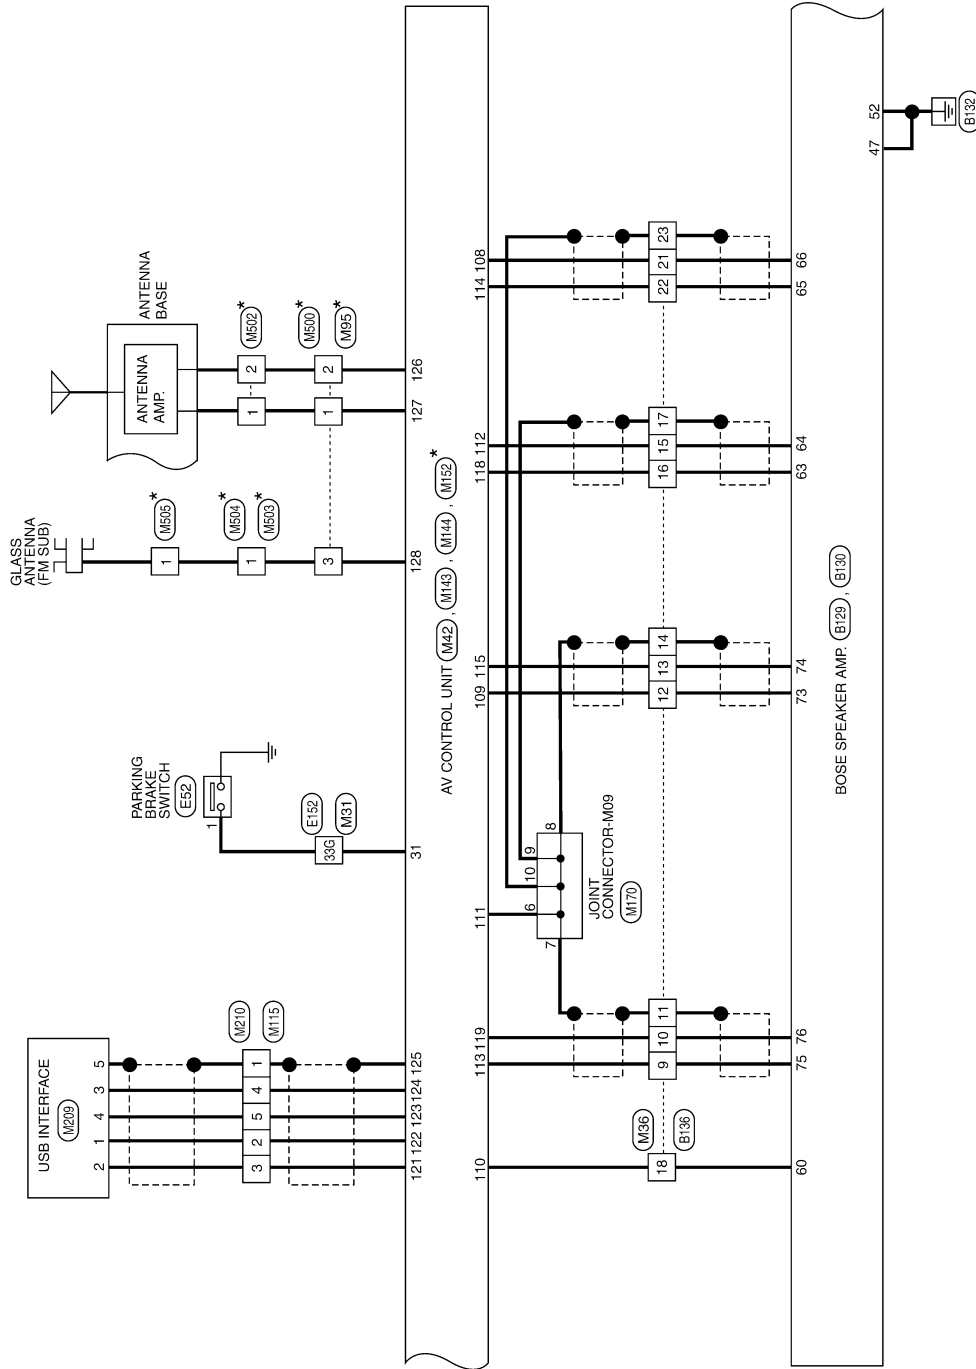 USB INTERFACE
M209
2 1 4 3 5
3 2 5 4 1
M210
M115
121 122 123 124 125
PARKING
BRAKE
SWITCH
E52
1
33G
E152
M31
31
GLASS
ANTENNA
(FM SUB)
1
M505
*
1
M504
*
M503
*
3
128
ANTENNA
BASE
ANTENNA
AMP.
1 2
M502
*
1 2
M500
*
M95
*
127 126
AV CONTROL UNIT M42 , M143 , M144 , M152 *
110 113 119 111 109 115 118 112 114 108
6 10 9
7 8
JOINT
CONNECTOR-M09
M170
M36
B136
18 9 10 11 12 13 14 16 15 17 22 21 23
60 75 76 73 74 63 64 65 66 47 52
BOSE SPEAKER AMP. B129 , B130
B132